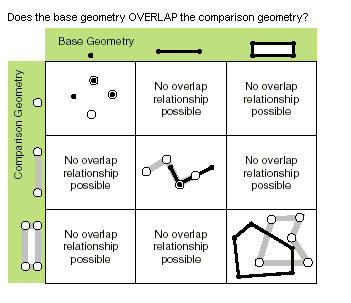 Does the base geometry OVERLAP the comparison geometry?
Base Geometry
Comparison Geometry
No overlap
relationship
possible
No overlap
relationship
possible
No overlap
relationship
possible
No overlap
relationship
possible
No overlap
relationship
possible
No overlap
relationship
possible